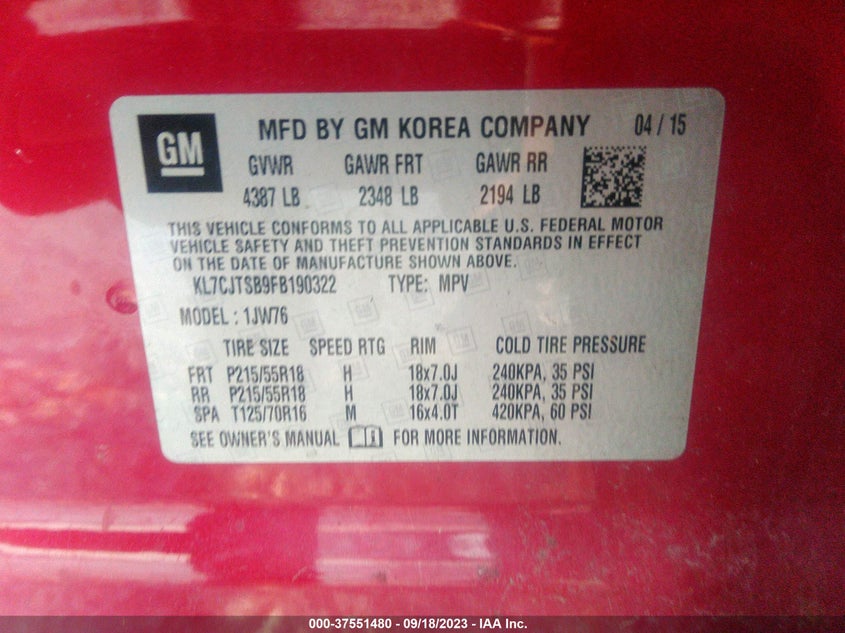 GM
MFD BY GM KOREA COMPANY 04 / 15
GVWR GAWR FRT GAWR RR
4387 LB 2348 LB 2194 LB
THIS VEHICLE CONFORMS TO ALL APPLICABLE U.S. FEDERAL MOTOR
VEHICLE SAFETY AND THEFT PREVENTION STANDARDS IN EFFECT
ON THE DATE OF MANUFACTURE SHOWN ABOVE.
KL7CJTSB9FB190322 TYPE: MPV
MODEL : 1JW76
TIRE SIZE SPEED RTG RIM COLD TIRE PRESSURE
FRT P215/55R18 H 18x7.0J 240KPA, 35 PSI
RR P215/55R18 H 18x7.0J 240KPA, 35 PSI
SPA T125/70R16 M 16x4.0T 420KPA, 60 PSI
SEE OWNER'S MANUAL FOR MORE INFORMATION.
000-37551480 - 09/18/2023 - IAA Inc.